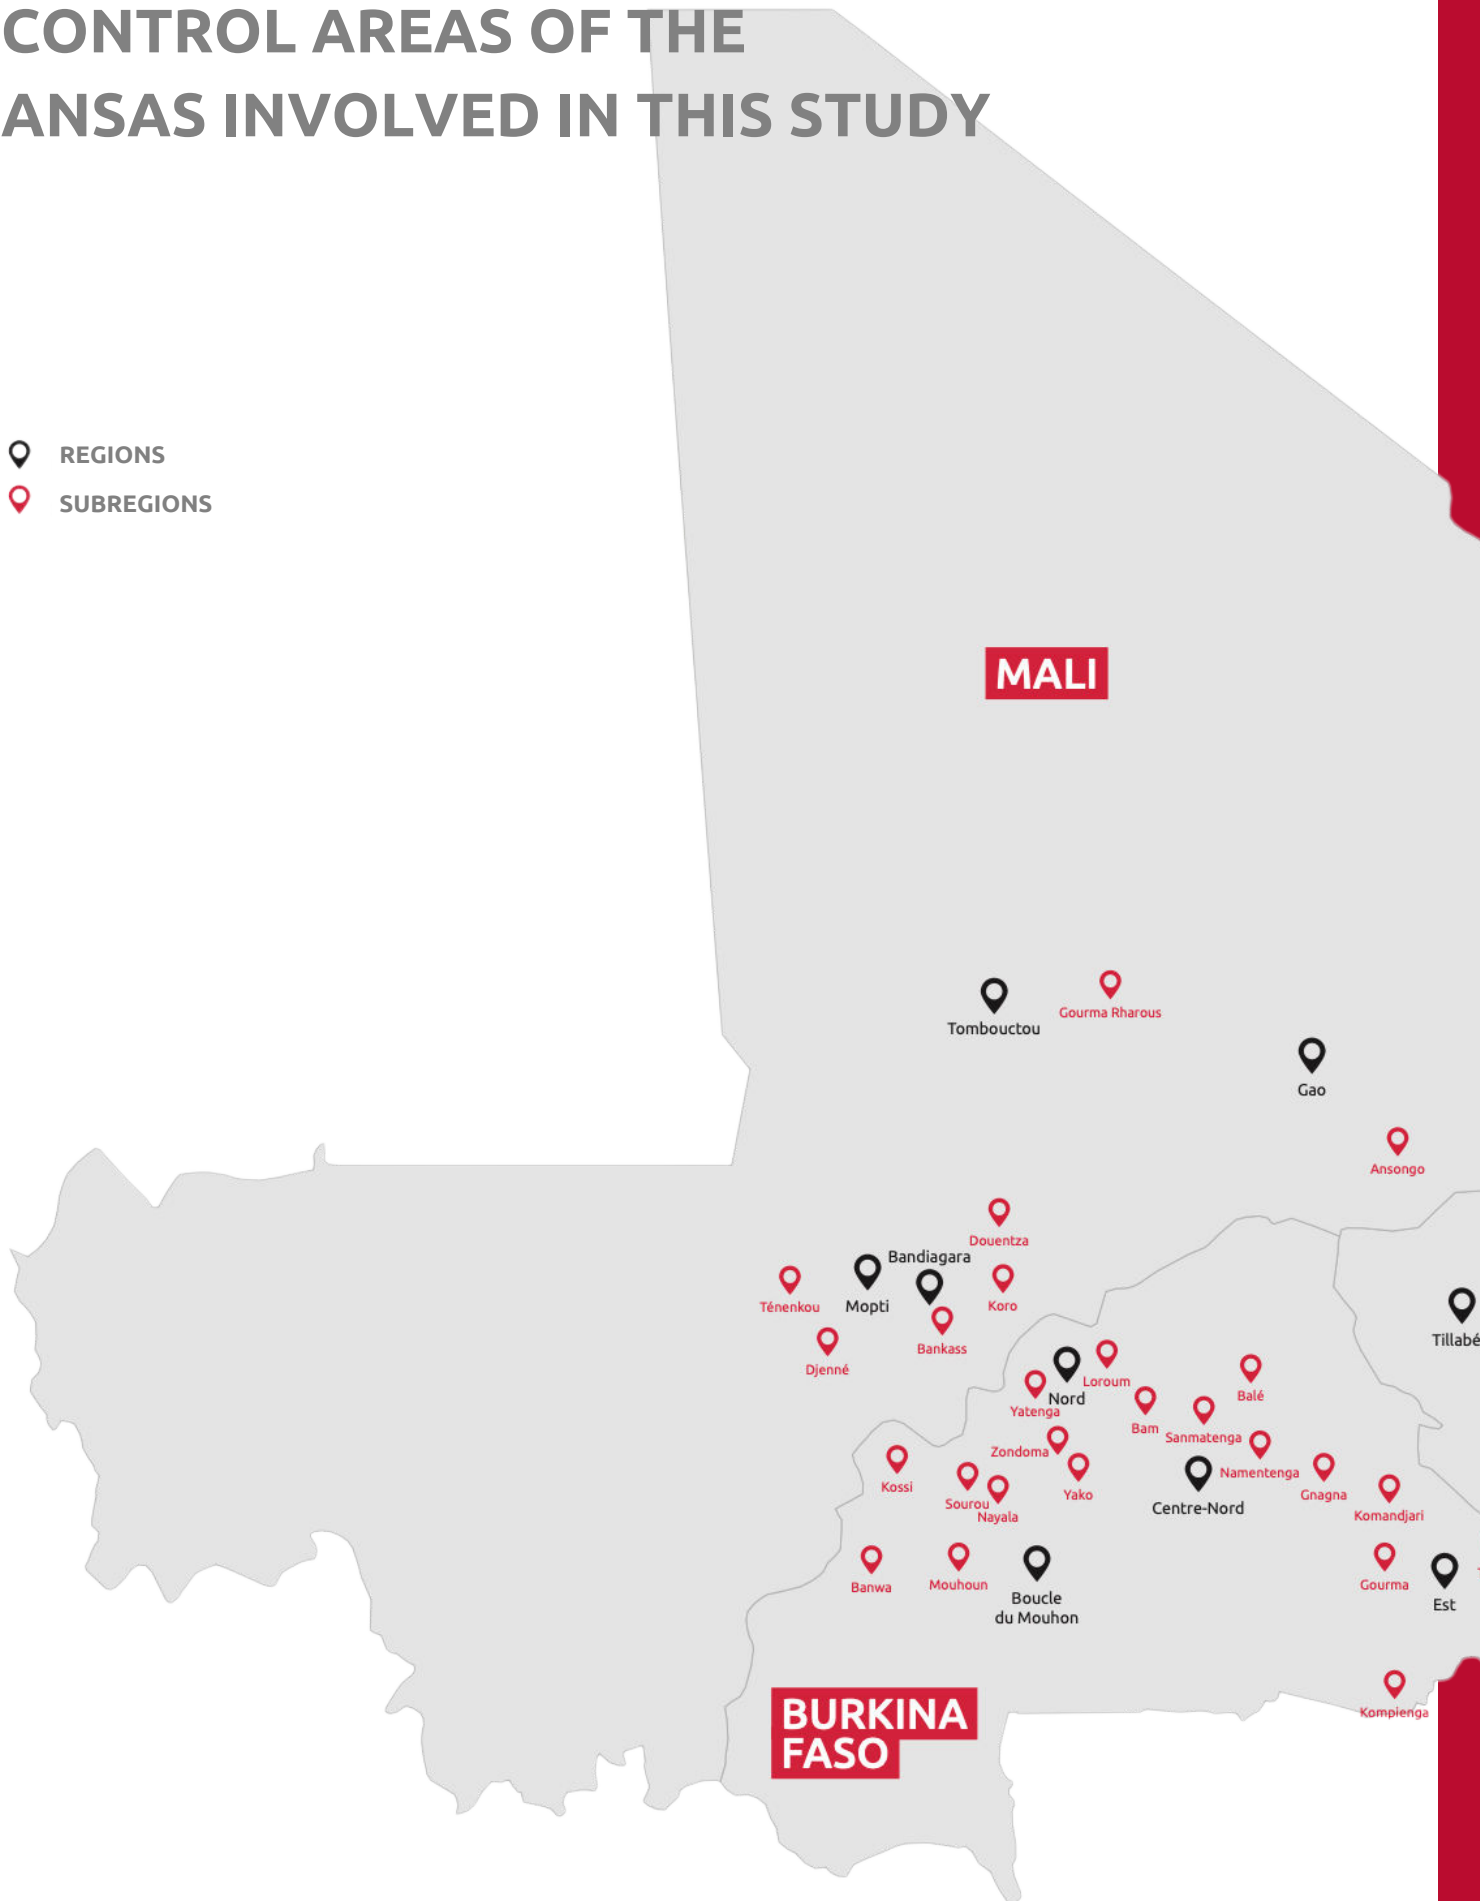 CONTROL AREAS OF THE
ANSAS INVOLVED IN THIS STUDY
REGIONS
SUBREGIONS
MALI
Tombouctou
Gourma Rharous
Gao
Ansongo
Douentza
Bandiagara
Ténenkou
Mopti
Koro
Bankass
Djenné
Tillabé
Loroum
Nord
Yatenga
Balé
Bam
Sanmatenga
Zondoma
Namentenga
Kossi
Sourou
Yako
Nayala
Centre-Nord
Gnagna
Komandjari
Banwa
Mouhoun
Boucle
du Mouhon
Gourma
Est
Kompienga
BURKINA
FASO